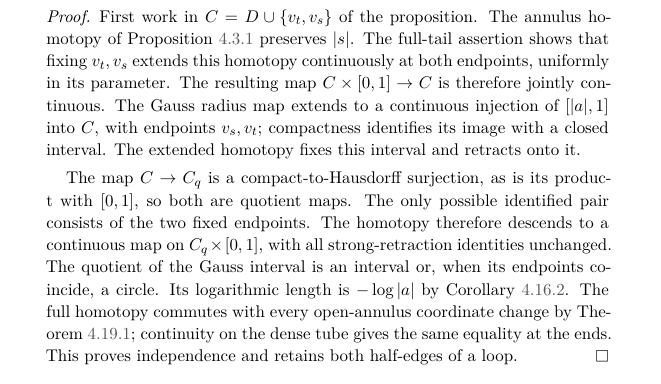 Proof. First work in C = D ∪ {v_t, v_s} of the proposition. The annulus ho-
motopy of Proposition 4.3.1 preserves |s|. The full-tail assertion shows that
fixing v_t, v_s extends this homotopy continuously at both endpoints, uniformly
in its parameter. The resulting map C × [0, 1] → C is therefore jointly con-
tinuous. The Gauss radius map extends to a continuous injection of [|a|, 1]
into C, with endpoints v_s, v_t; compactness identifies its image with a closed
interval. The extended homotopy fixes this interval and retracts onto it.
The map C → C_q is a compact-to-Hausdorff surjection, as is its produc-
t with [0, 1], so both are quotient maps. The only possible identified pair
consists of the two fixed endpoints. The homotopy therefore descends to a
continuous map on C_q × [0, 1], with all strong-retraction identities unchanged.
The quotient of the Gauss interval is an interval or, when its endpoints co-
incide, a circle. Its logarithmic length is − log |a| by Corollary 4.16.2. The
full homotopy commutes with every open-annulus coordinate change by The-
orem 4.19.1; continuity on the dense tube gives the same equality at the ends.
This proves independence and retains both half-edges of a loop. □